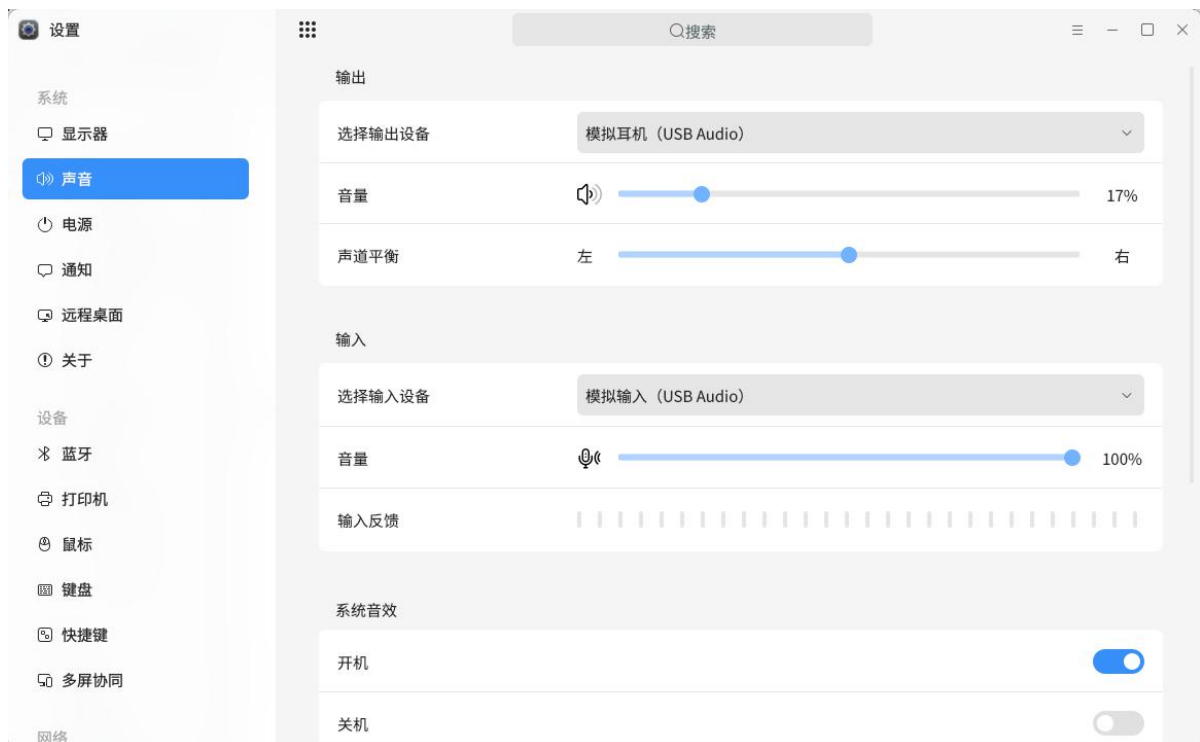 设置
搜索
系统
显示器
声音
电源
通知
远程桌面
关于
设备
蓝牙
打印机
鼠标
键盘
快捷键
多屏协同
网络
输出
选择输出设备 模拟耳机（USB Audio）
音量 17%
声道平衡 左 右
输入
选择输入设备 模拟输入（USB Audio）
音量 100%
输入反馈
系统音效
开机
关机